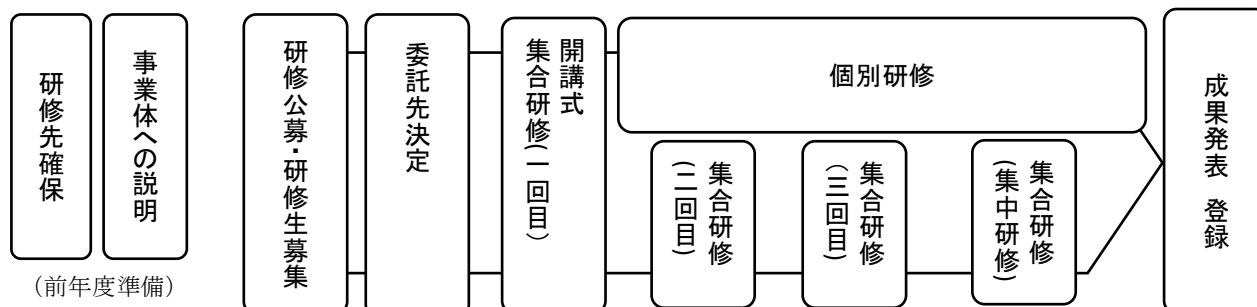 研修先確保
事業体への説明
(前年度準備)
研修公募・研修生募集
委託先決定
開講式
集合研修(一回目)
個別研修
集合研修
(二回目)
集合研修
(三回目)
集合研修
(集中研修)
成果発表 登録